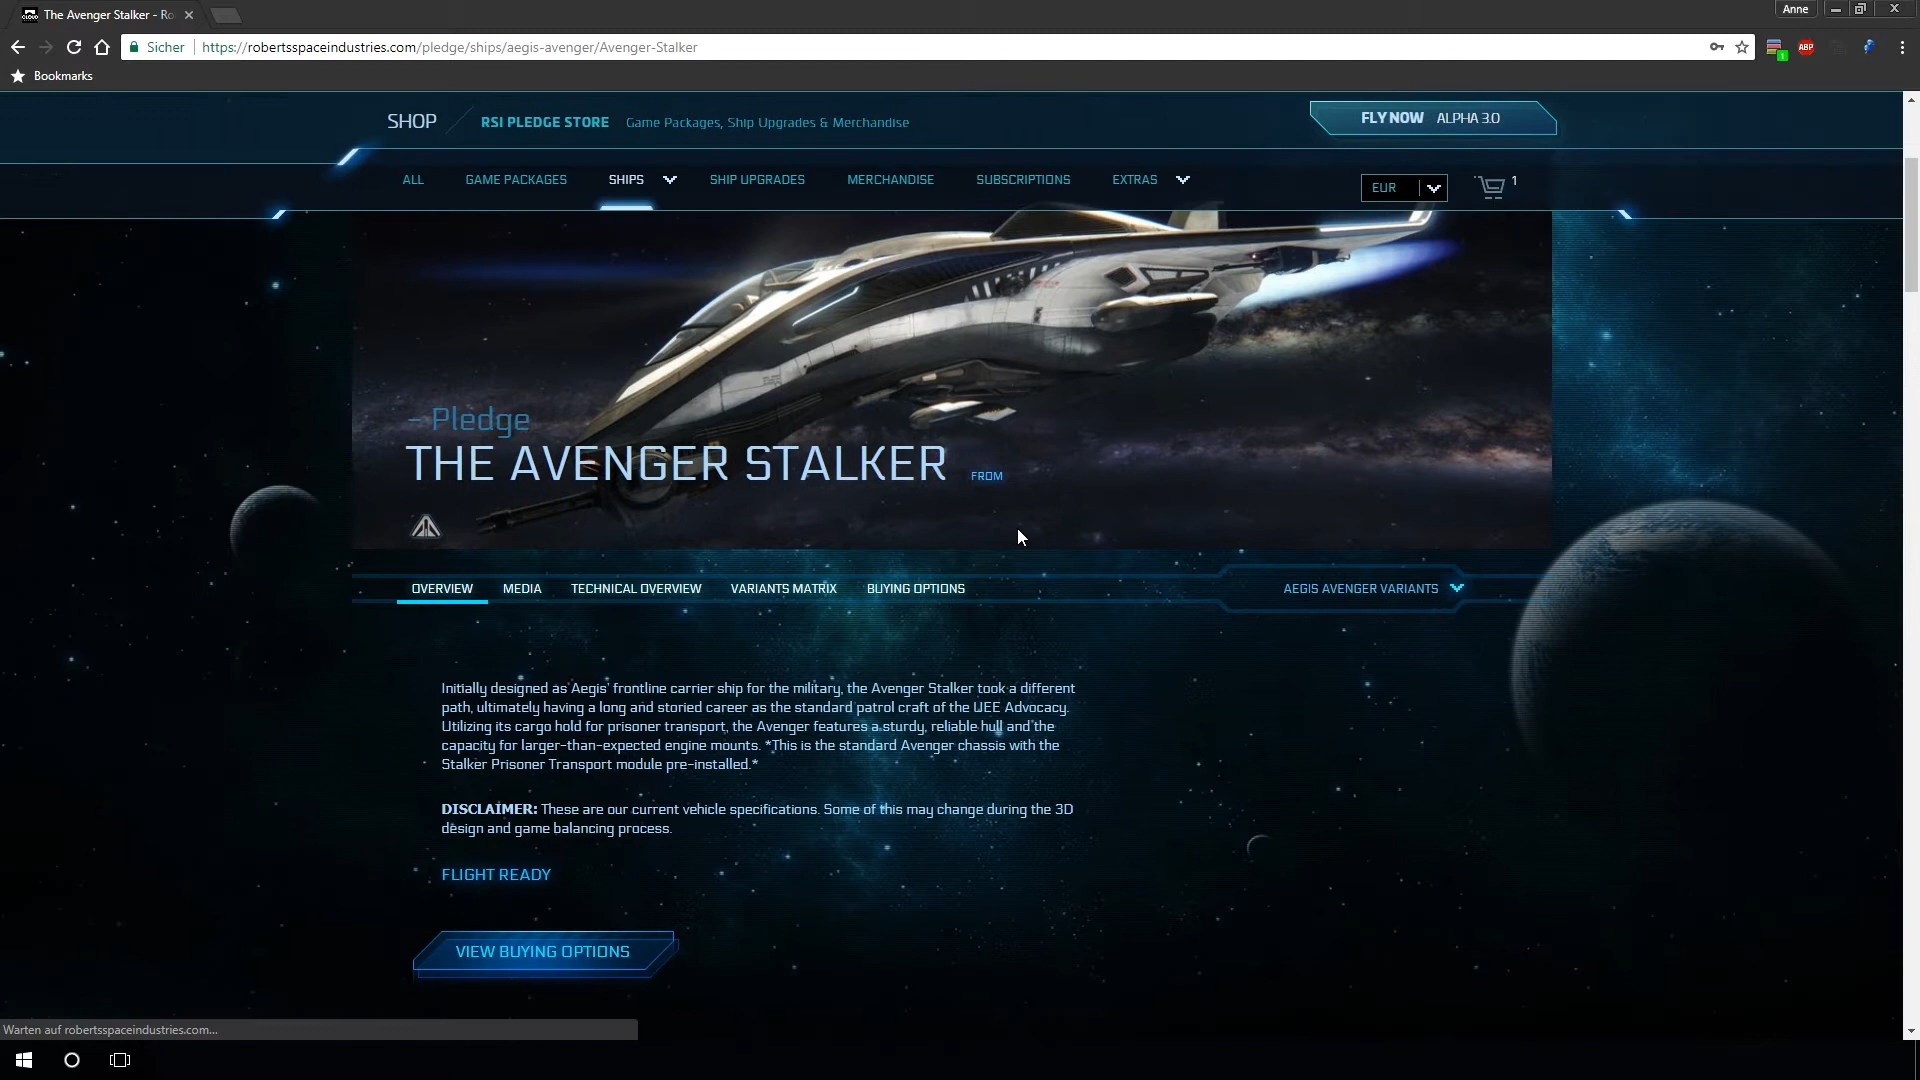 The Avenger Stalker - Ro
Anne
Sicher
https://robertsspaceindustries.com/pledge/ships/aegis-avenger/Avenger-Stalker
ABP
1
Bookmarks
SHOP
RSI PLEDGE STORE
Game Packages, Ship Upgrades & Merchandise
FLY NOW ALPHA 3.0
ALL
GAME PACKAGES
SHIPS
SHIP UPGRADES
MERCHANDISE
SUBSCRIPTIONS
EXTRAS
EUR
1
– Pledge
THE AVENGER STALKER FROM
OVERVIEW
MEDIA
TECHNICAL OVERVIEW
VARIANTS MATRIX
BUYING OPTIONS
AEGIS AVENGER VARIANTS
Initially designed as Aegis' frontline carrier ship for the military, the Avenger Stalker took a different
path, ultimately having a long and storied career as the standard patrol craft of the UEE Advocacy.
Utilizing its cargo hold for prisoner transport, the Avenger features a sturdy, reliable hull and the
capacity for larger-than-expected engine mounts. *This is the standard Avenger chassis with the
Stalker Prisoner Transport module pre-installed.*
DISCLAIMER: These are our current vehicle specifications. Some of this may change during the 3D
design and game balancing process.
FLIGHT READY
VIEW BUYING OPTIONS
Warten auf robertsspaceindustries.com...